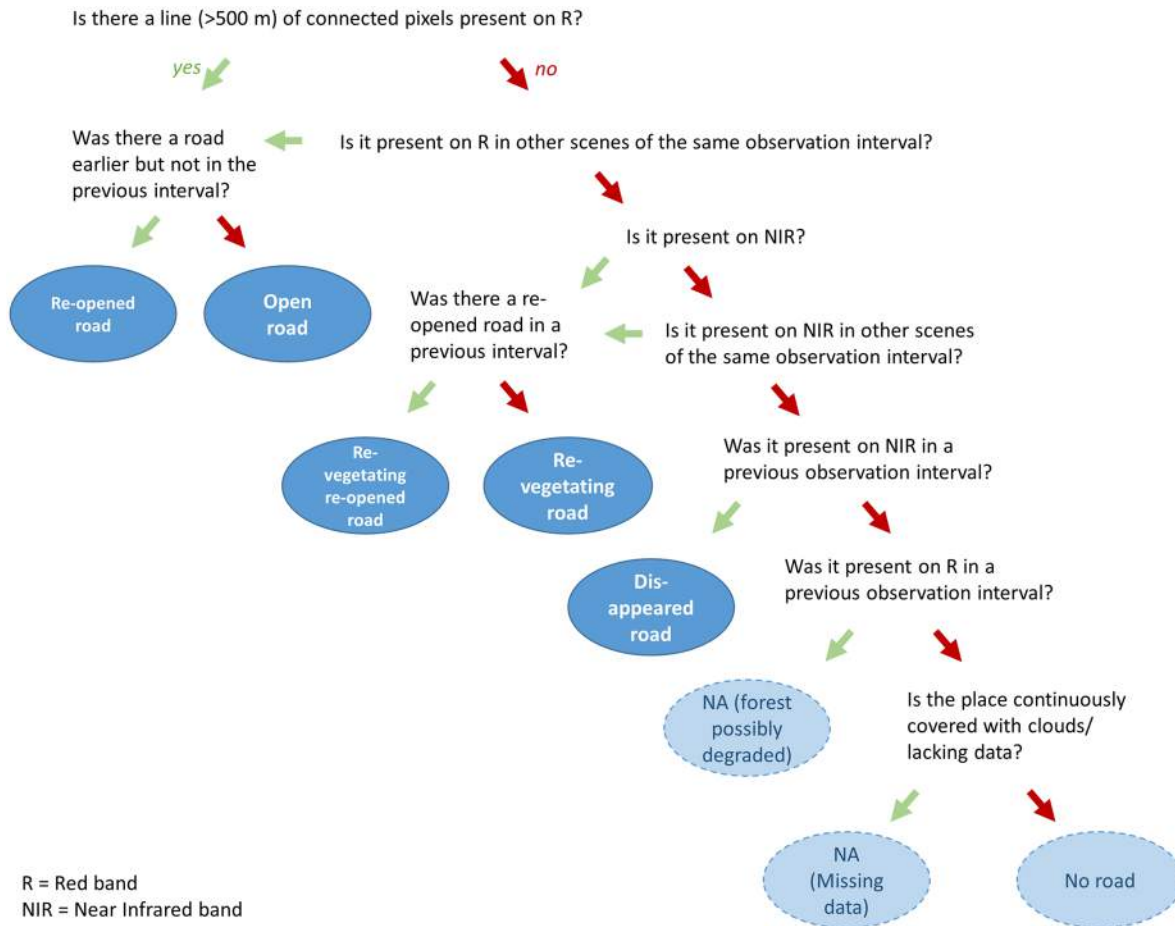 Is there a line (>500 m) of connected pixels present on R?
yes
no
Was there a road
earlier but not in the
previous interval?
Is it present on R in other scenes of the same observation interval?
Is it present on NIR?
Re-opened
road
Open
road
Was there a re-
opened road in a
previous interval?
Is it present on NIR in other scenes
of the same observation interval?
Re-
vegetating
re-opened
road
Re-
vegetating
road
Was it present on NIR in a
previous observation interval?
Dis-
appeared
road
Was it present on R in a
previous observation interval?
NA (forest
possibly
degraded)
Is the place continuously
covered with clouds/
lacking data?
NA
(Missing
data)
No road
R = Red band
NIR = Near Infrared band